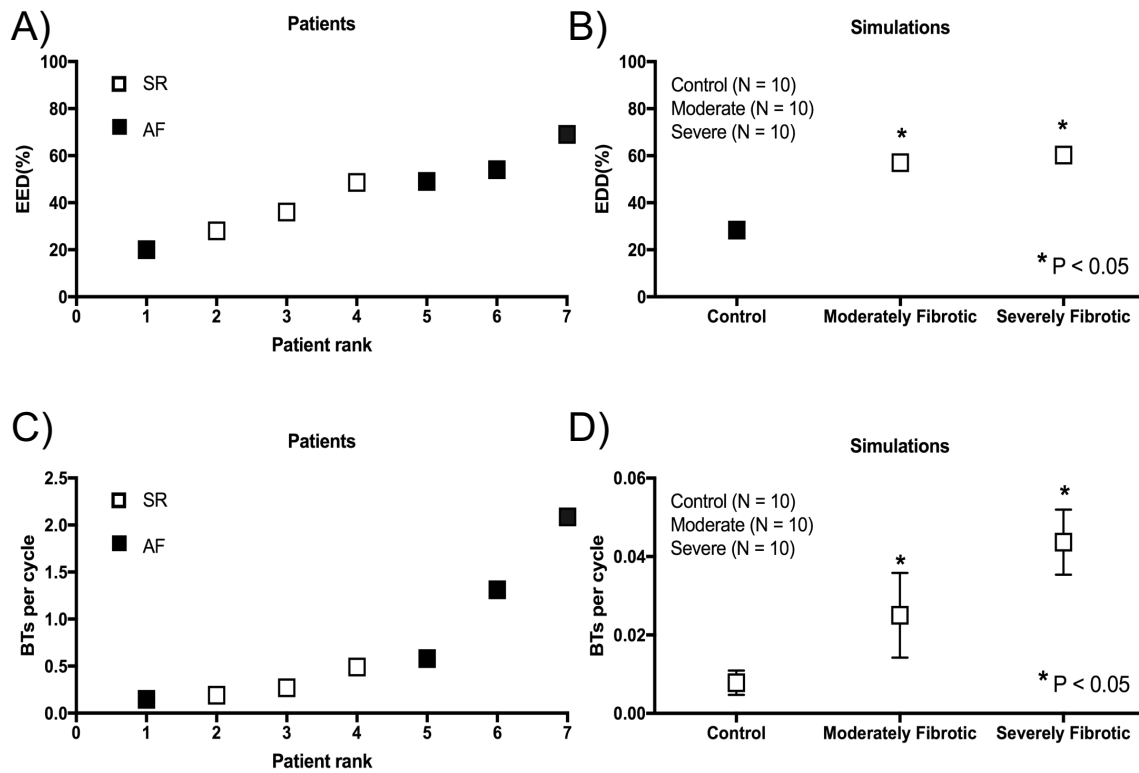 A)
Patients
SR
AF
EED(%)
100
80
60
40
20
0
0 1 2 3 4 5 6 7
Patient rank
B)
Simulations
Control (N = 10)
Moderate (N = 10)
Severe (N = 10)
EDD(%)
100
80
60
40
20
0
*
*
* P < 0.05
Control Moderately Fibrotic Severely Fibrotic
C)
Patients
SR
AF
BTs per cycle
2.5
2.0
1.5
1.0
0.5
0.0
0 1 2 3 4 5 6 7
Patient rank
D)
Simulations
Control (N = 10)
Moderate (N = 10)
Severe (N = 10)
BTs per cycle
0.06
0.04
0.02
0.00
*
*
* P < 0.05
Control Moderately Fibrotic Severely Fibrotic